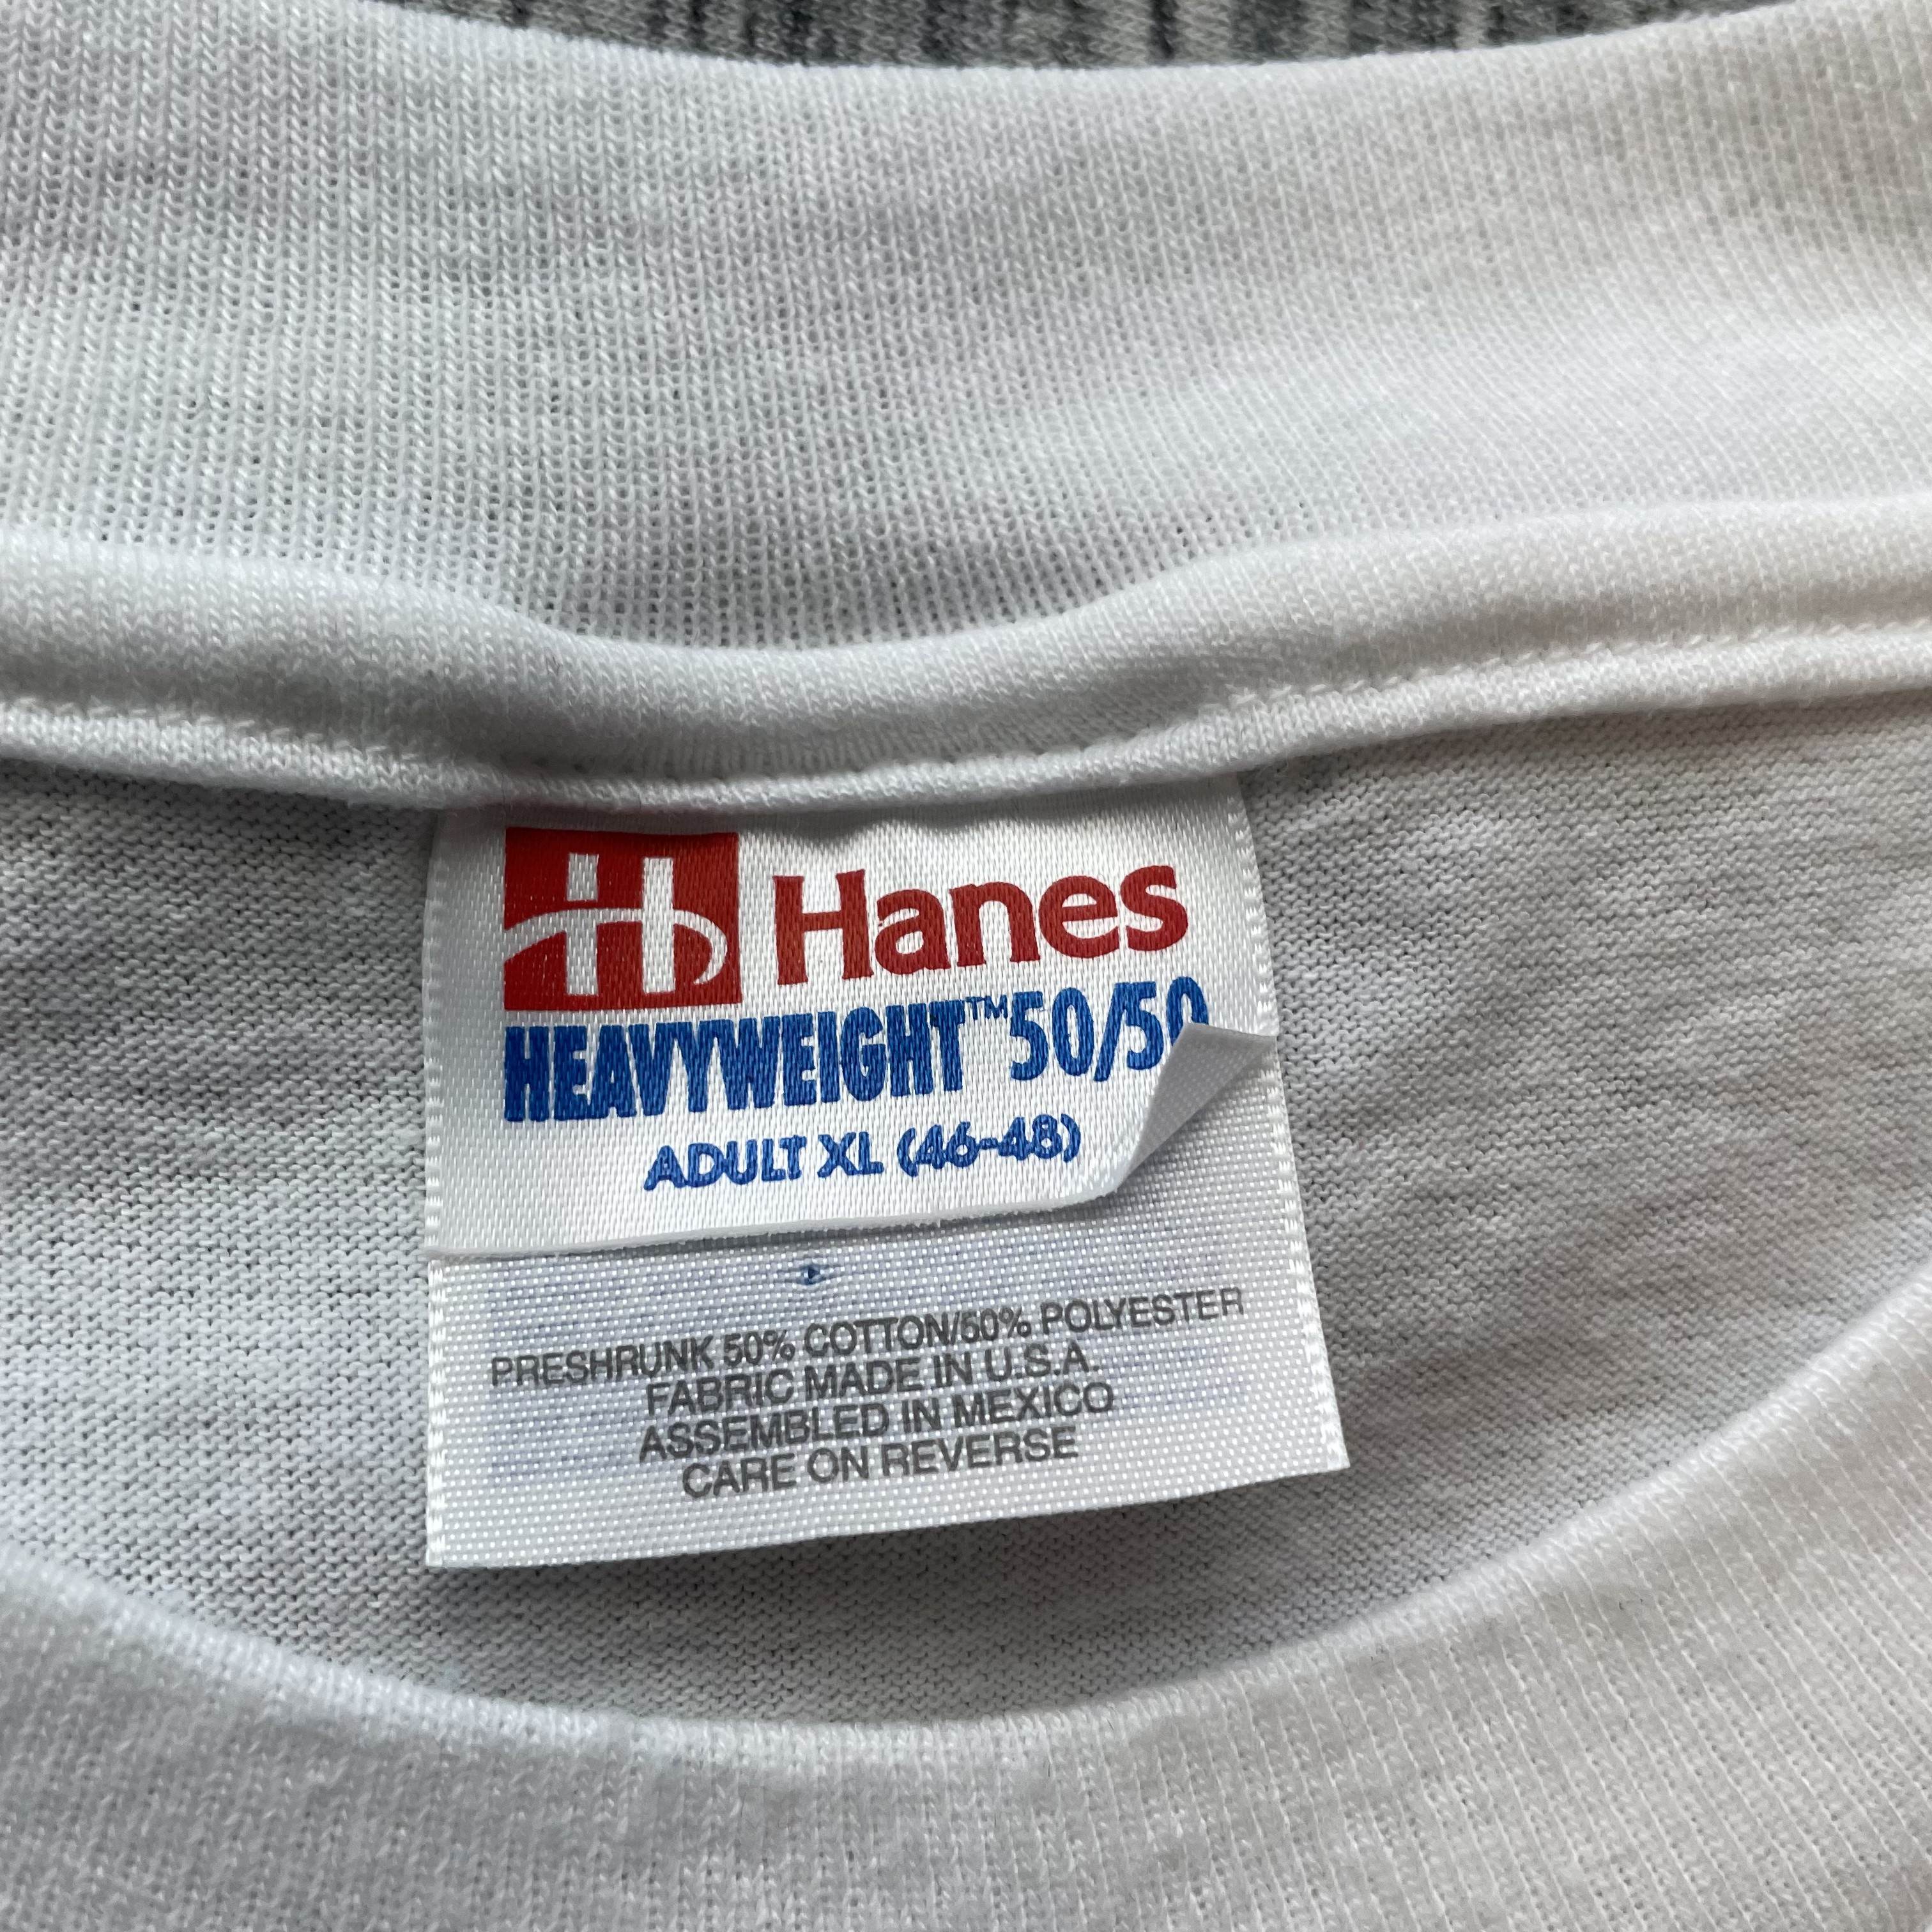 H Hanes
HEAVYWEIGHT™ 50/50
ADULT XL (46-48)
PRESHRUNK 50% COTTON/50% POLYESTER
FABRIC MADE IN U.S.A.
ASSEMBLED IN MEXICO
CARE ON REVERSE